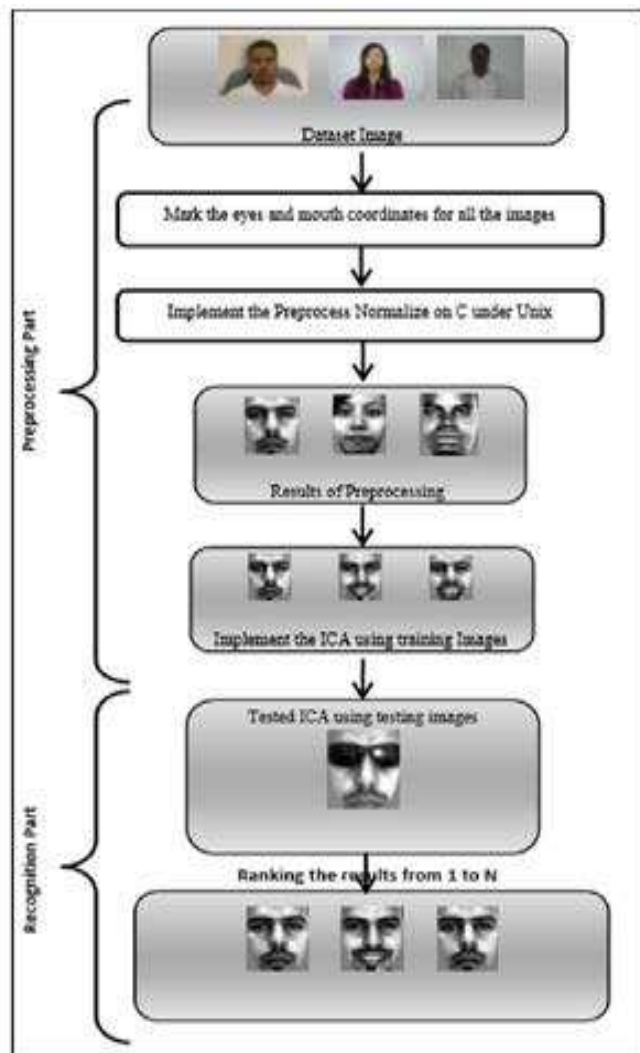 Dataset Image
Mark the eyes and mouth coordinates for all the images
Implement the Preprocess Normalize on C under Unix
Results of Preprocessing
Implement the ICA using training Images
Preprocessing Part
Tested ICA using testing images
Ranking the results from 1 to N
Recognition Part